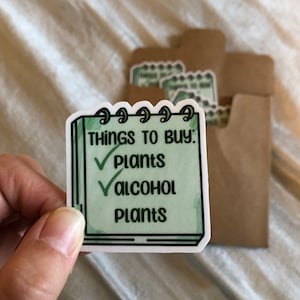 THINGS TO BUY:
✓ PLANTS
✓ ALCOHOL
PLANTS